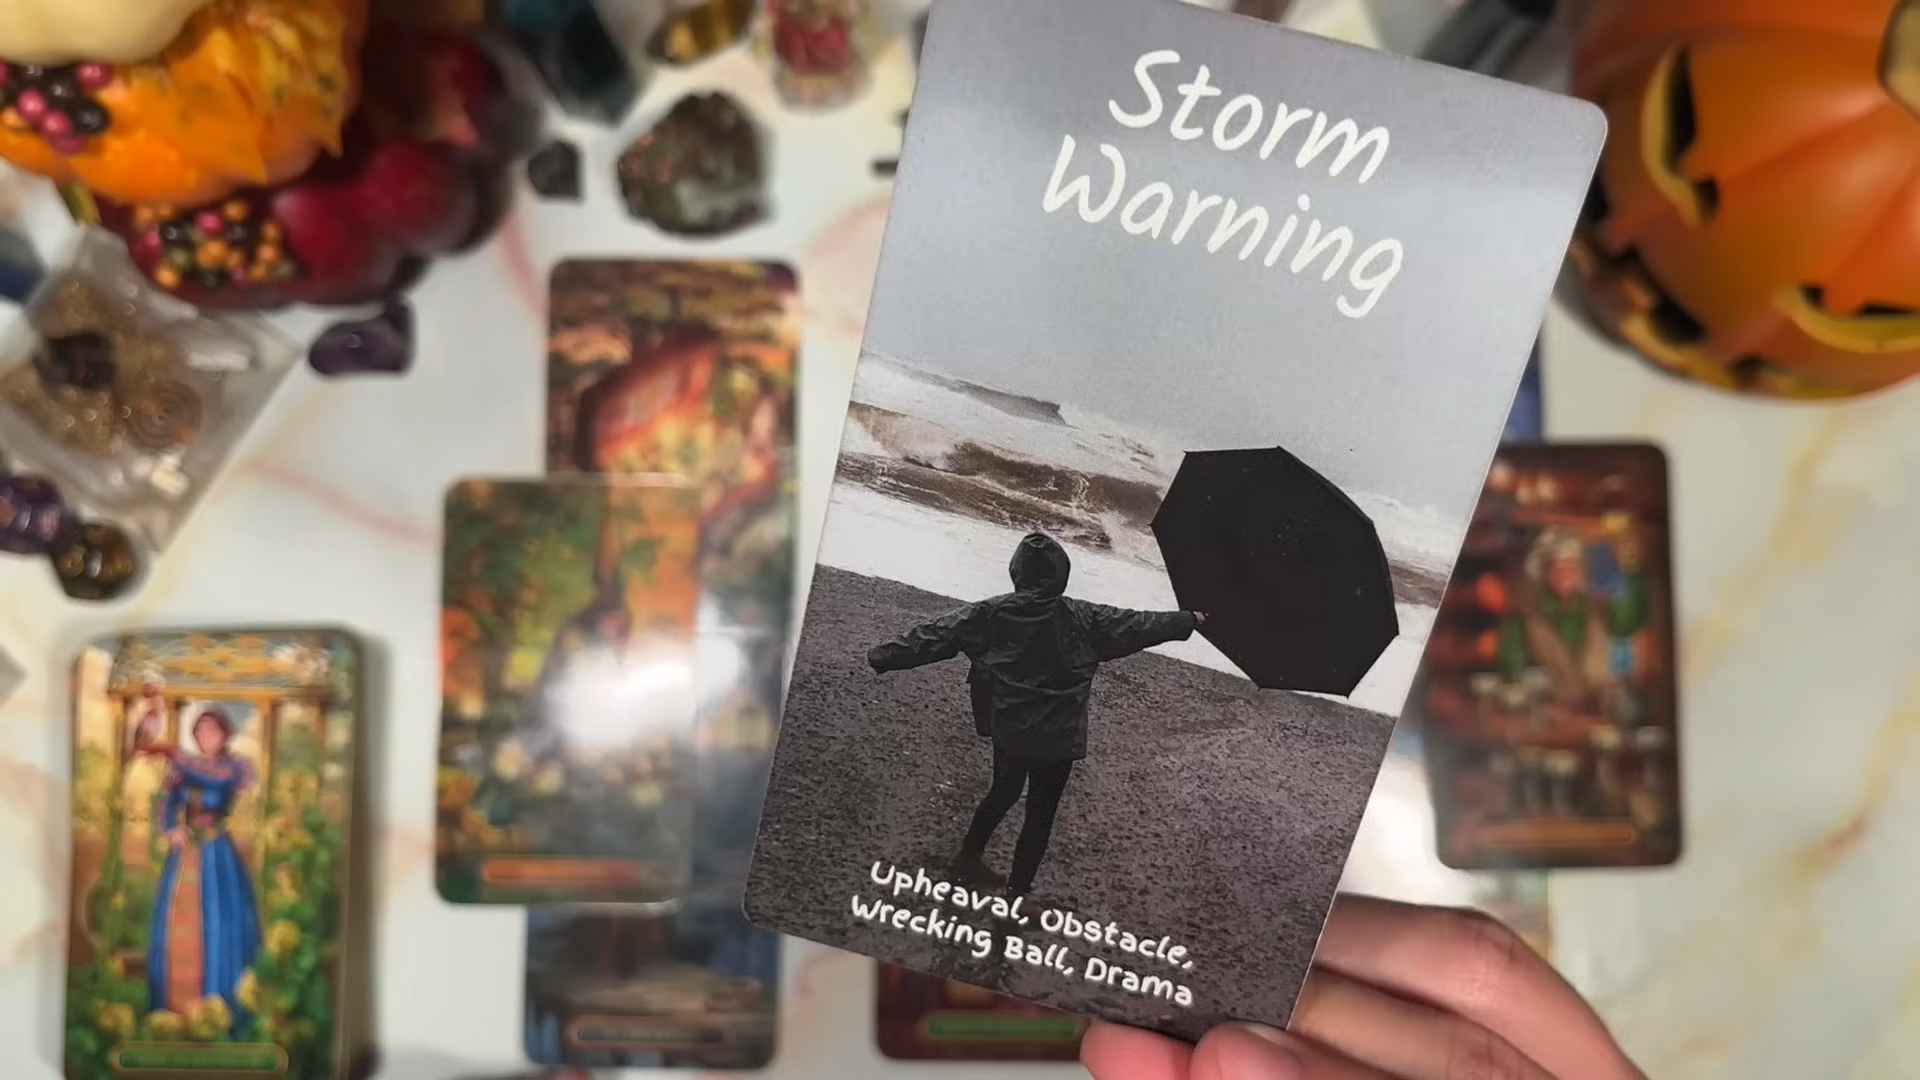 Storm
Warning
Upheaval, Obstacle,
Wrecking Ball, Drama